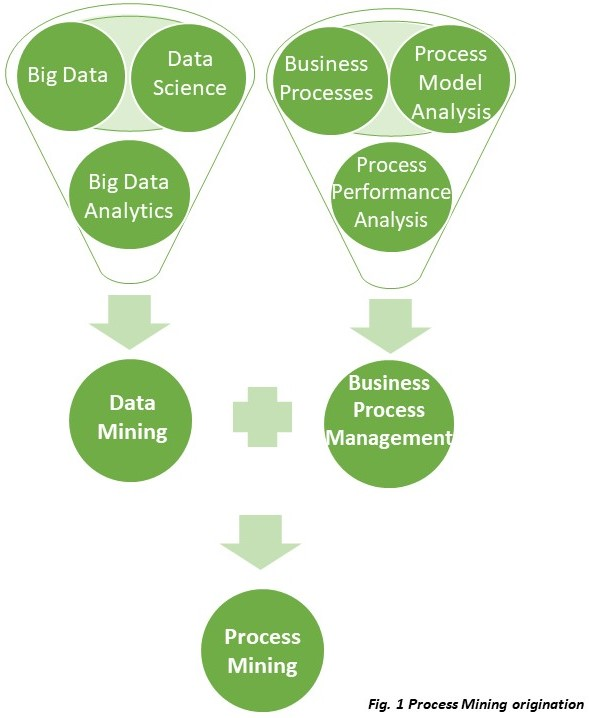 Big Data
Data
Science
Big Data
Analytics
Business
Processes
Process
Model
Analysis
Process
Performance
Analysis
Data
Mining
Business
Process
Management
Process
Mining
Fig. 1 Process Mining origination